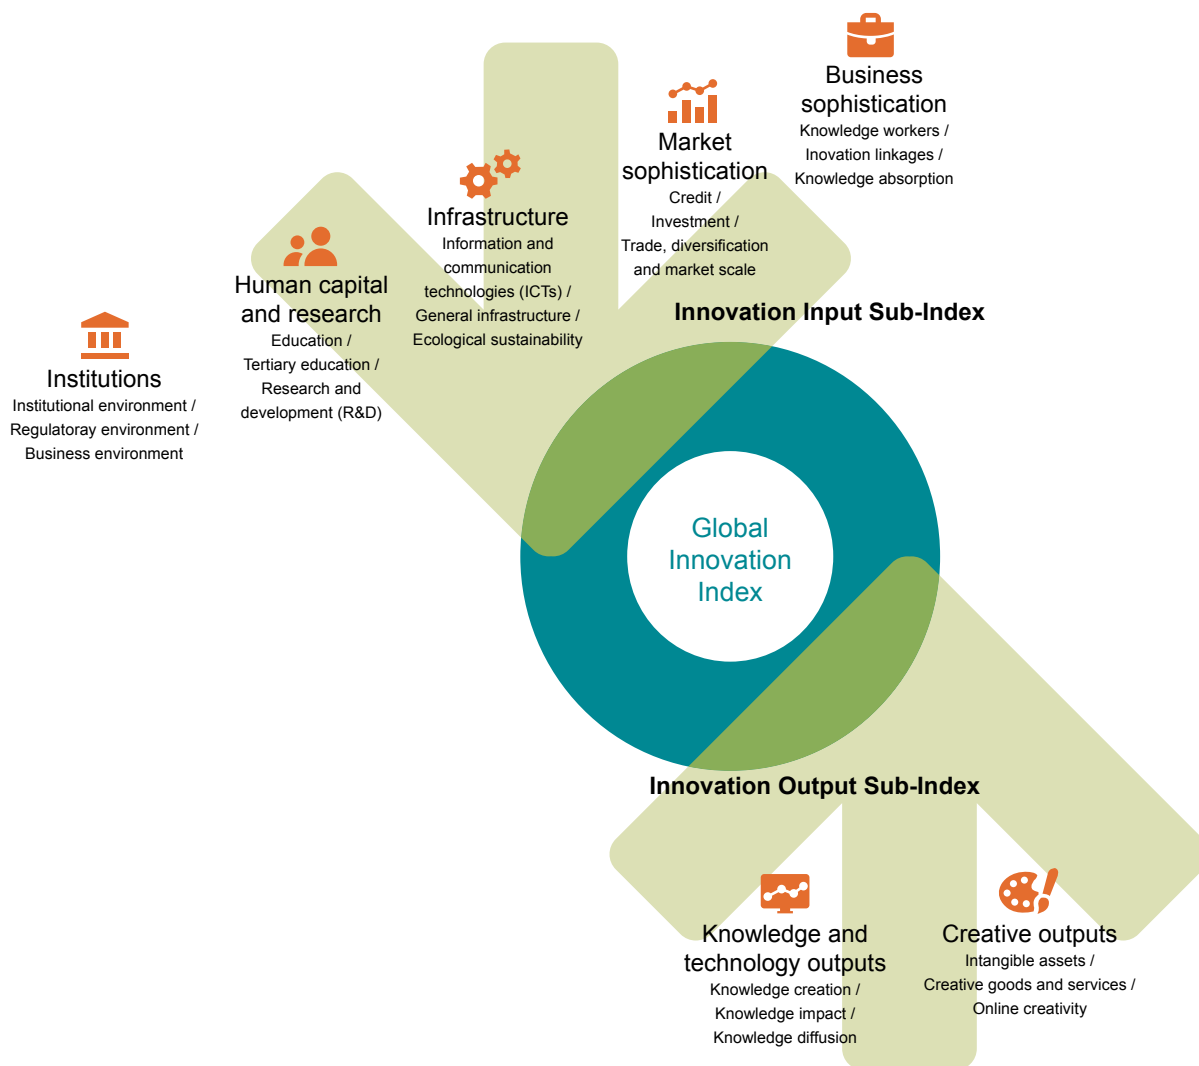 Business
sophistication
Knowledge workers /
Inovation linkages /
Knowledge absorption
Market
sophistication
Credit /
Investment /
Trade, diversification
and market scale
Infrastructure
Information and
communication
technologies (ICTs) /
General infrastructure /
Ecological sustainability
Human capital
and research
Education /
Tertiary education /
Research and
development (R&D)
Institutions
Institutional environment /
Regulatoray environment /
Business environment
Innovation Input Sub-Index
Global
Innovation
Index
Innovation Output Sub-Index
Knowledge and
technology outputs
Knowledge creation /
Knowledge impact /
Knowledge diffusion
Creative outputs
Intangible assets /
Creative goods and services /
Online creativity